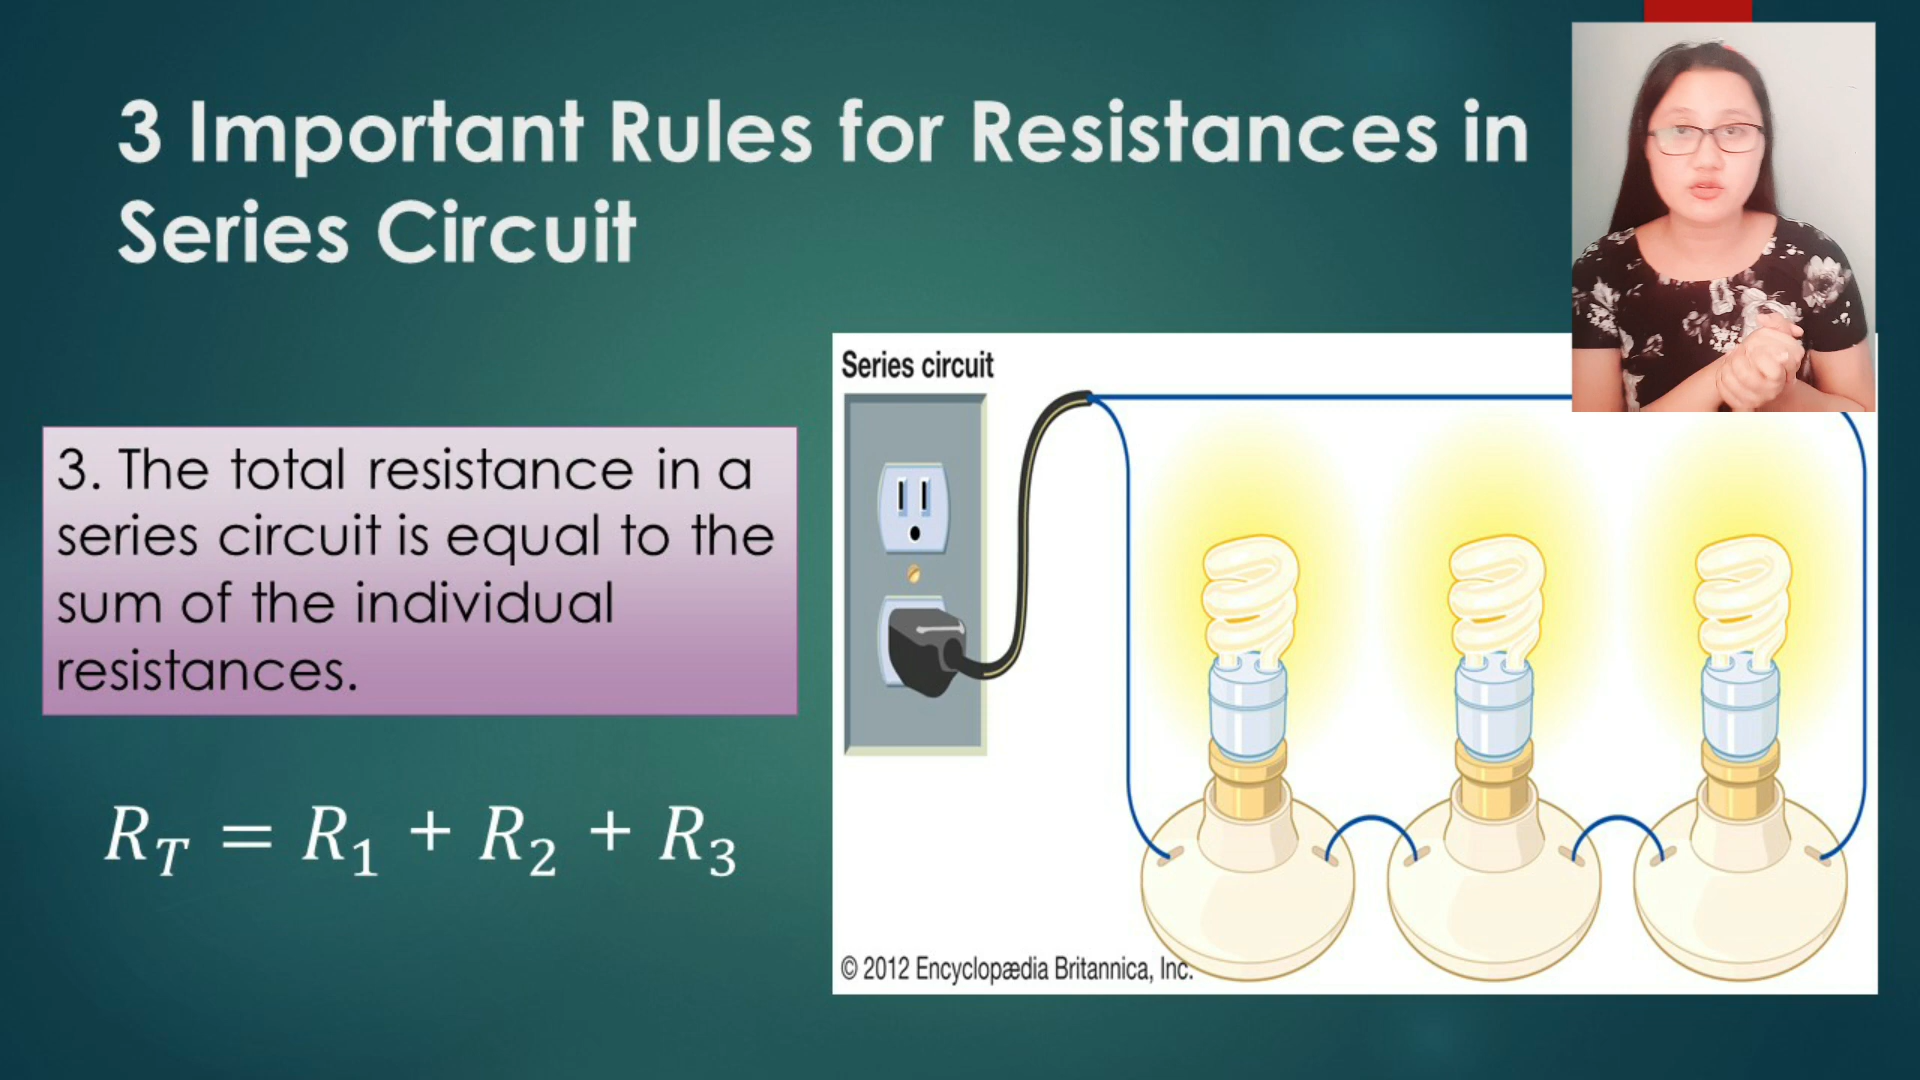 3 Important Rules for Resistances in
Series Circuit
Series circuit
3. The total resistance in a
series circuit is equal to the
sum of the individual
resistances.
R_T = R_1 + R_2 + R_3
© 2012 Encyclopædia Britannica, Inc.